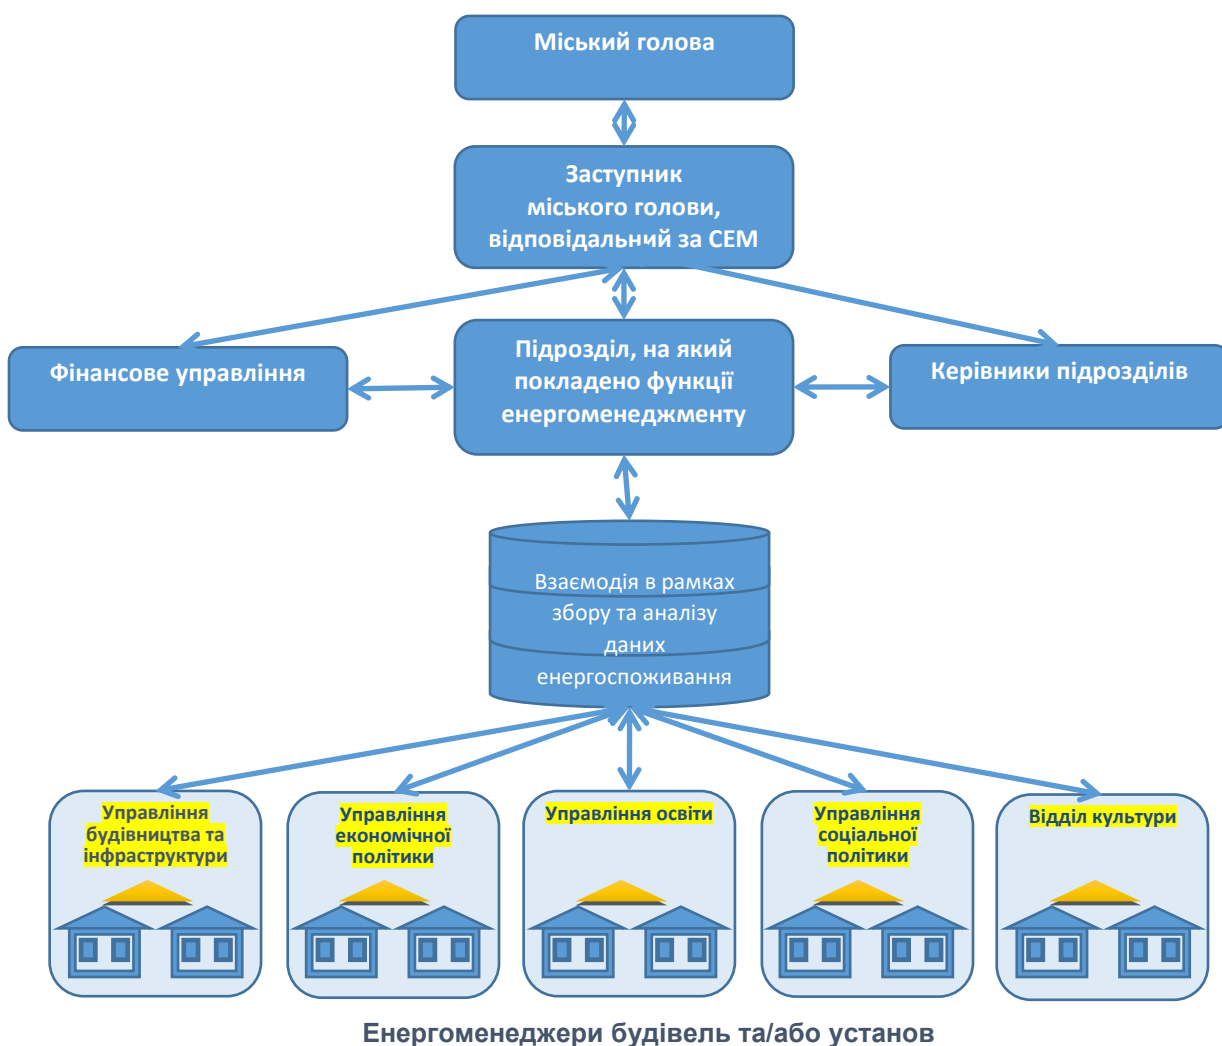 Міський голова
Заступник
міського голови,
відповідальний за СЕМ
Фінансове управління
Підрозділ, на який
покладено функції
енергоменеджменту
Керівники підрозділів
Взаємодія в рамках
збору та аналізу
даних
енергоспоживання
Управління
будівництва та
інфраструктури
Управління
економічної
політики
Управління освіти
Управління
соціальної
політики
Відділ культури
Енергоменеджери будівель та/або установ